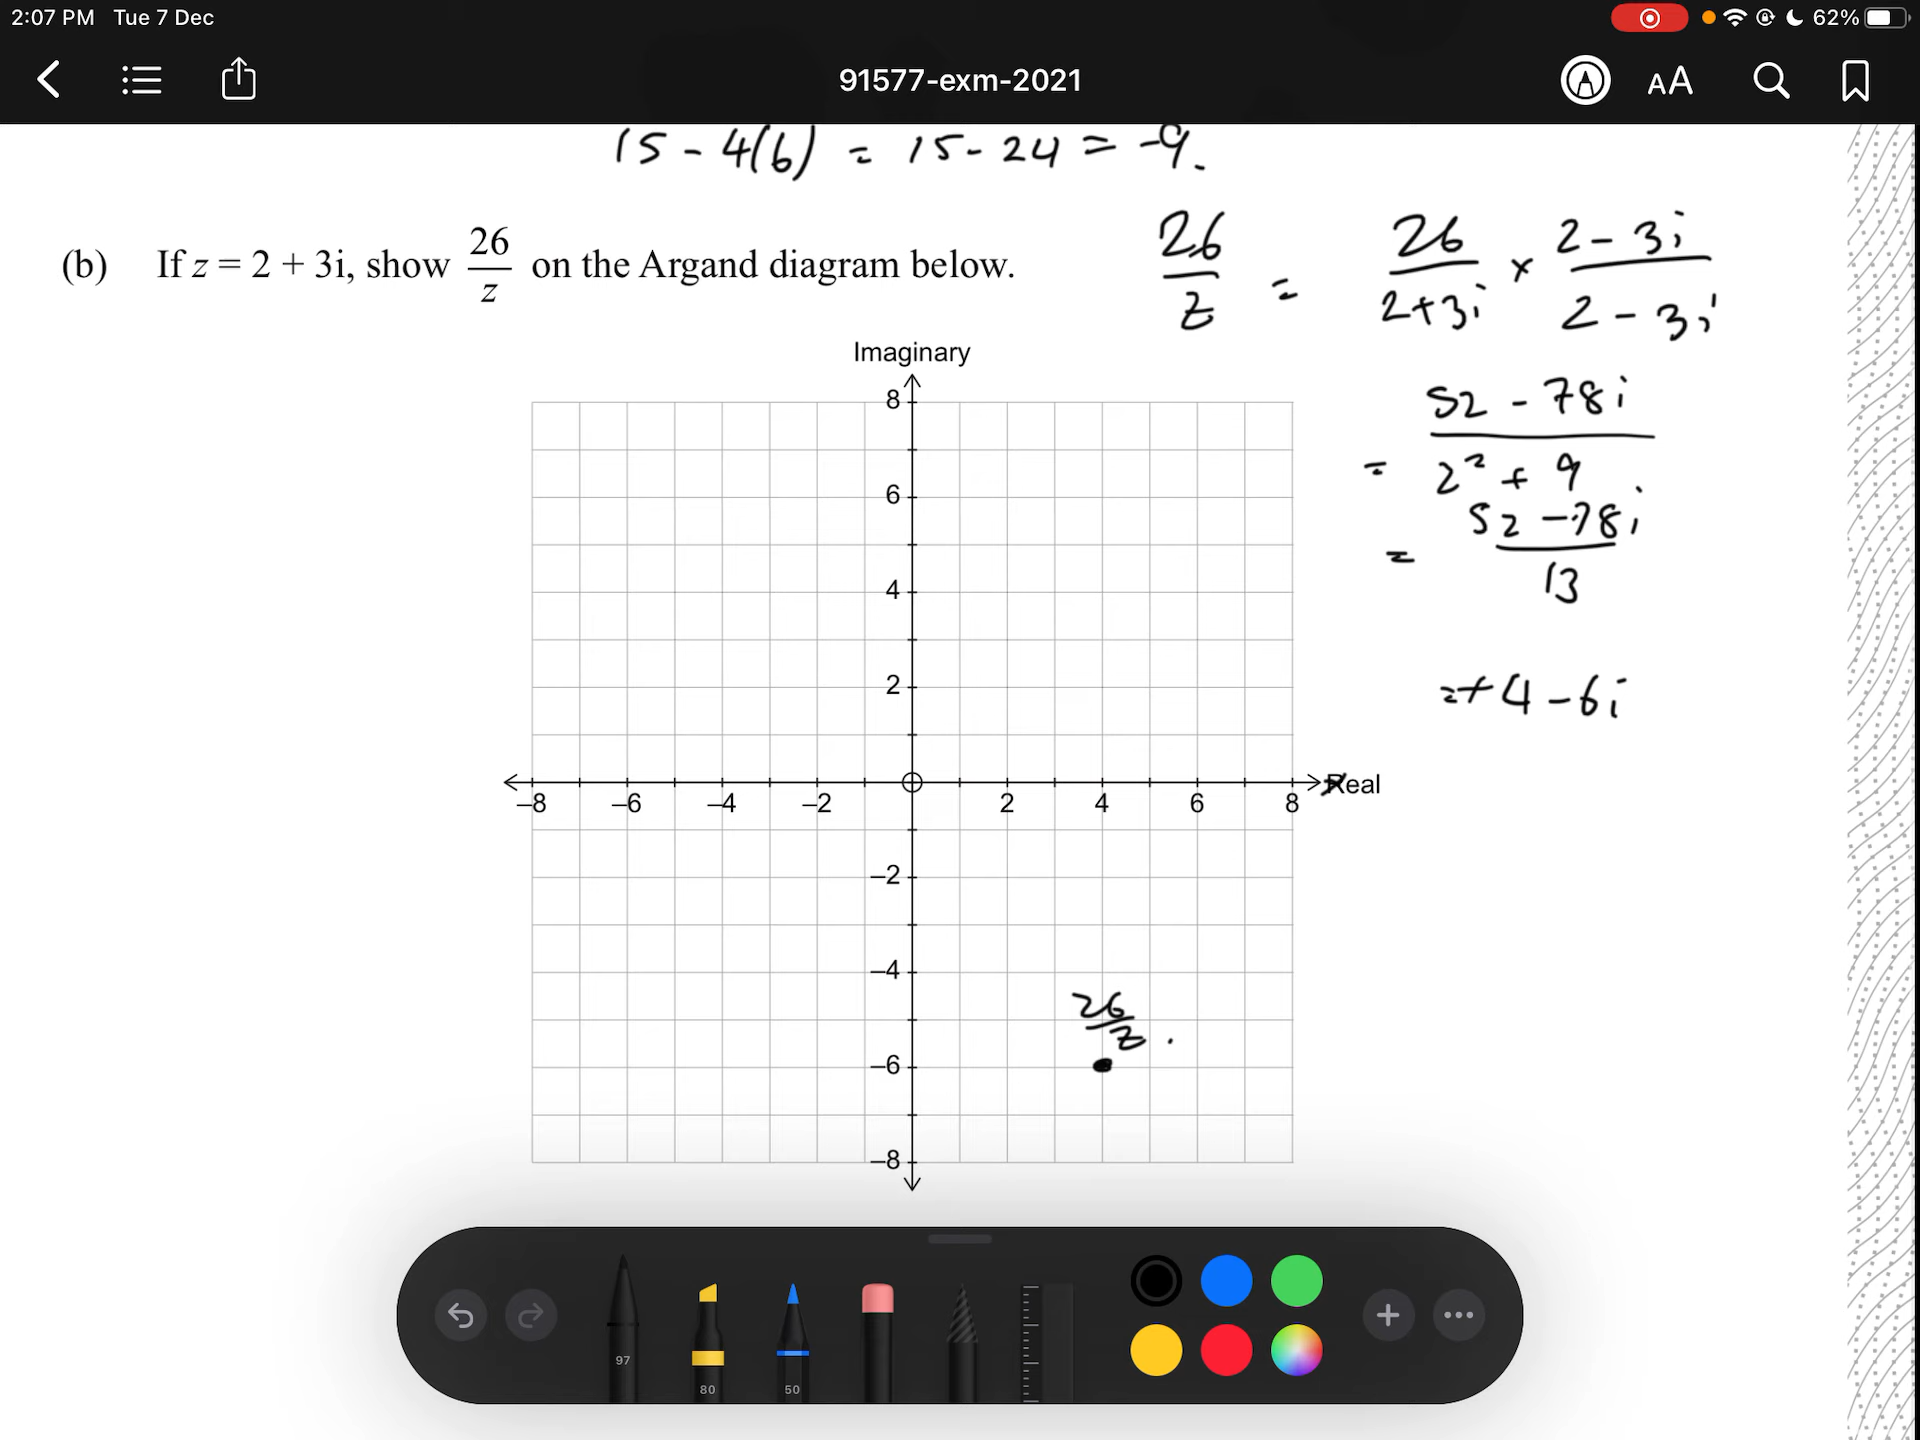 2:07 PM Tue 7 Dec 62%
91577-exm-2021
AA
15 - 4(6) = 15 - 24 = -9.
(b) If z = 2 + 3i, show 26/z on the Argand diagram below.
26/z = 26/(2+3i) × (2 - 3i)/(2 - 3i)
= (52 - 78i)/(2² + 9)
= (52 - 78i)/13
= +4 - 6i
Imaginary
8
6
4
2
–8 –6 –4 –2 2 4 6 8 Real
–2
–4
26/z .
–6
–8
97 80 50